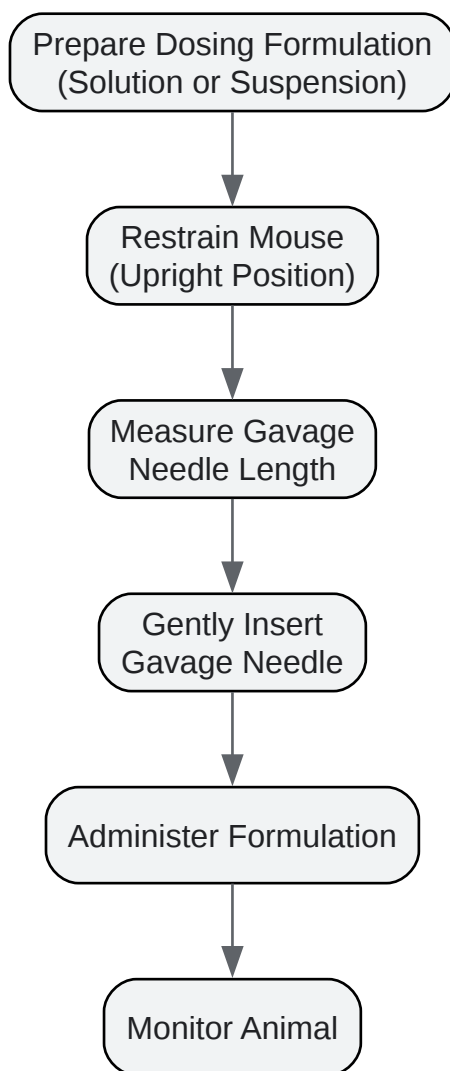 Prepare Dosing Formulation
(Solution or Suspension)
Restrain Mouse
(Upright Position)
Measure Gavage
Needle Length
Gently Insert
Gavage Needle
Administer Formulation
Monitor Animal